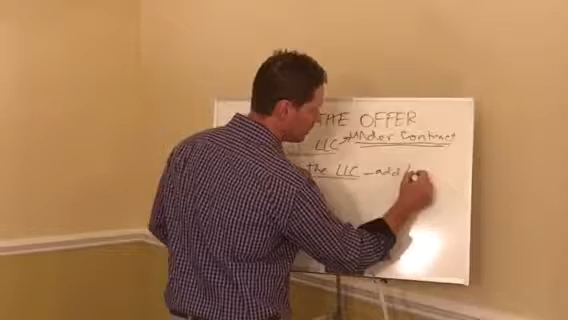 THE OFFER
LLC → Under Contract
the LLC - add